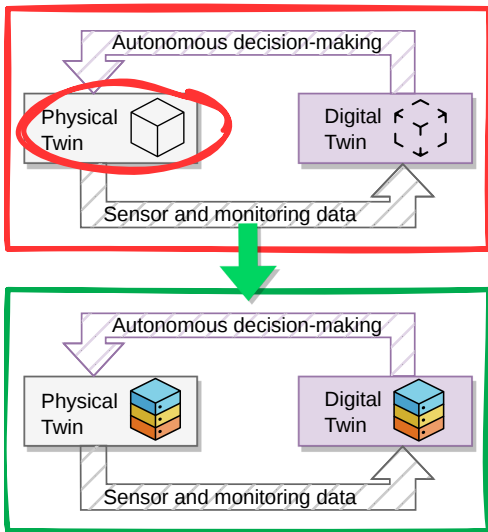 Autonomous decision-making
Physical
Twin
Digital
Twin
Sensor and monitoring data
Autonomous decision-making
Physical
Twin
Digital
Twin
Sensor and monitoring data